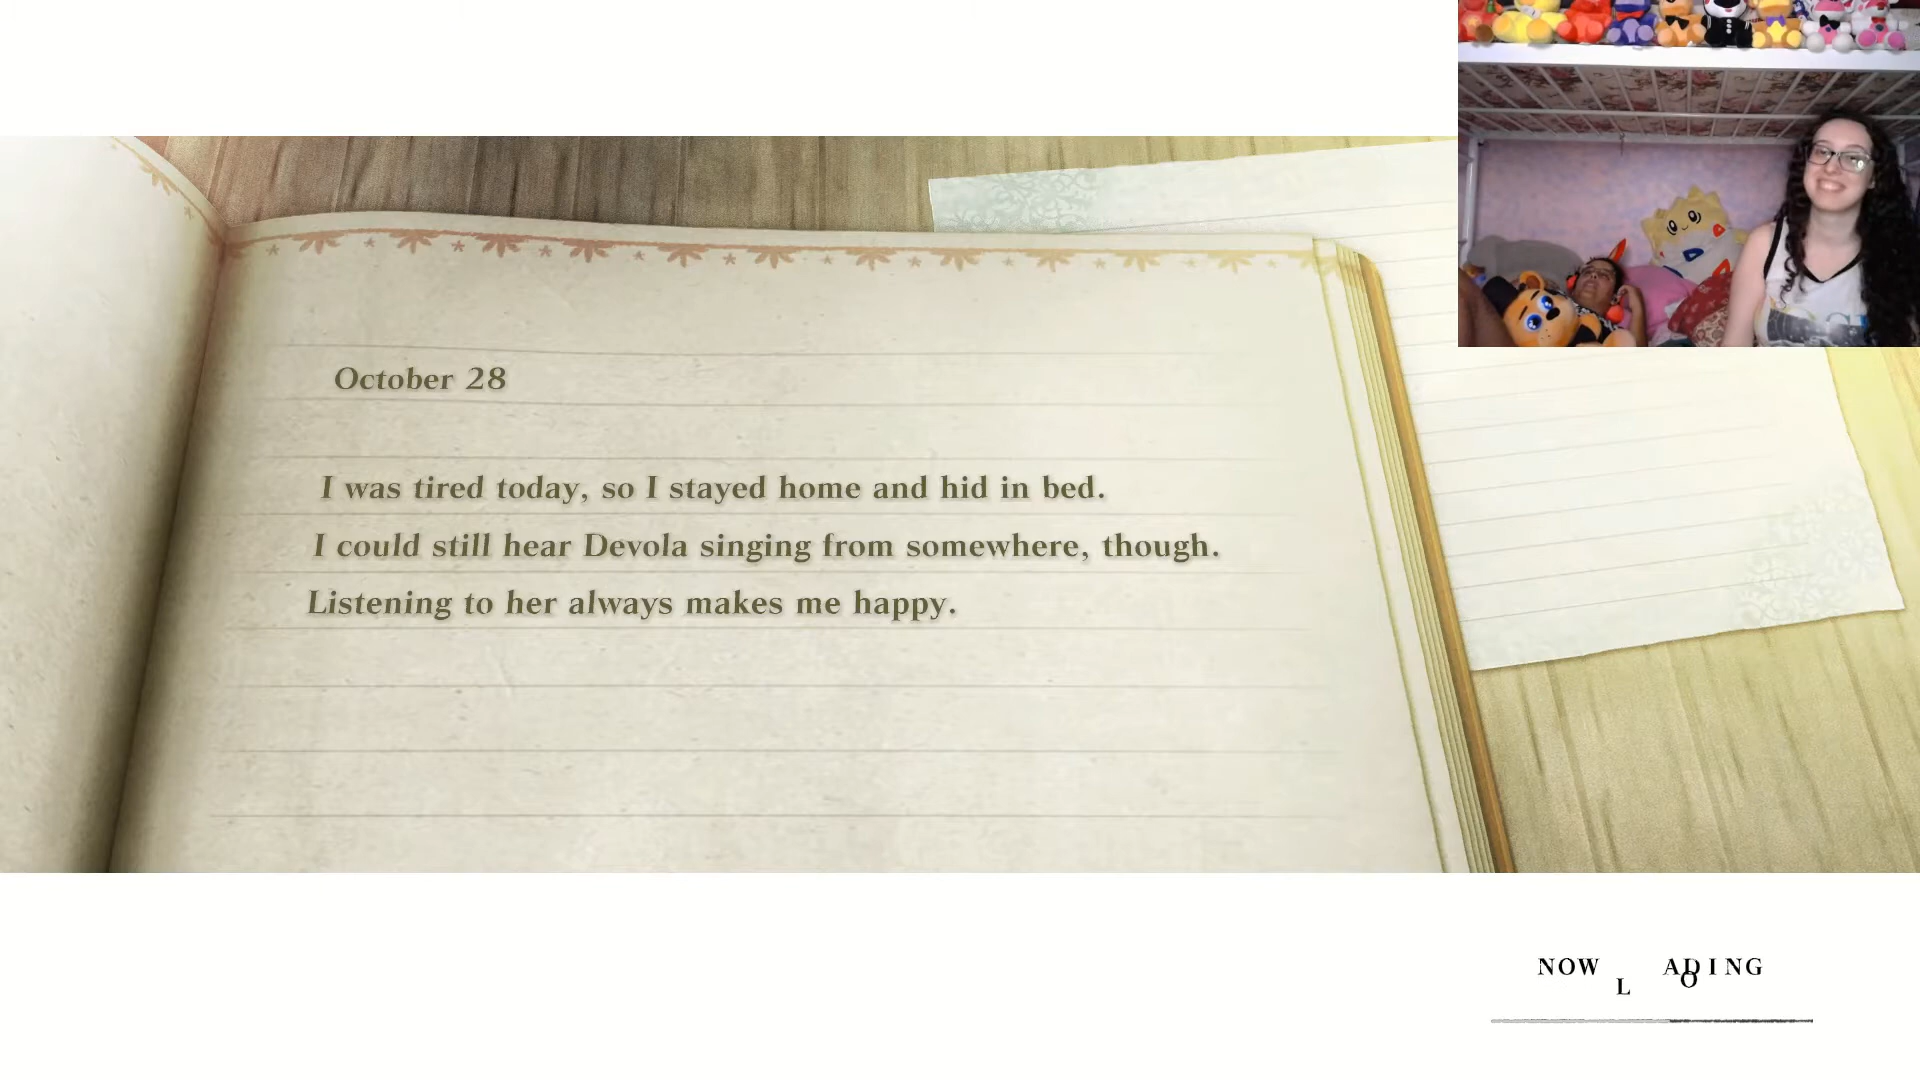 October 28
I was tired today, so I stayed home and hid in bed.
I could still hear Devola singing from somewhere, though.
Listening to her always makes me happy.
NOW LOADING